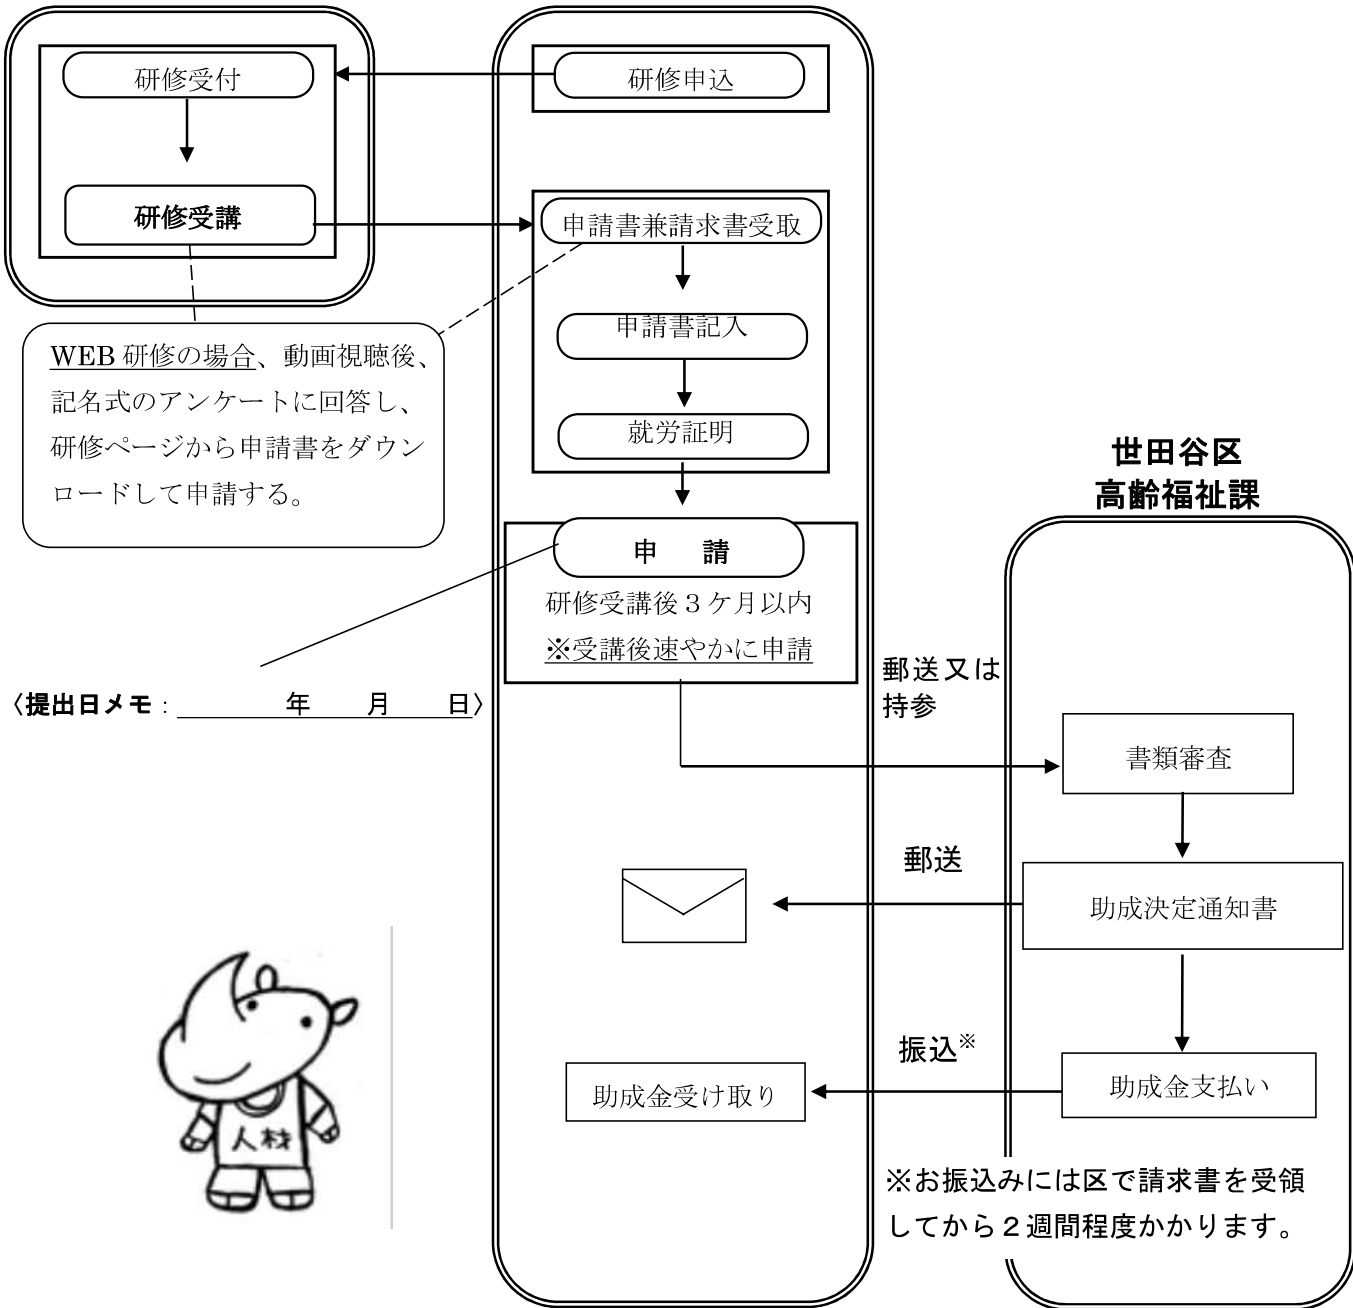 研修受付
研修受講
WEB 研修の場合、動画視聴後、
記名式のアンケートに回答し、
研修ページから申請書をダウン
ロードして申請する。
〈提出日メモ：　　　　年　　月　　日〉
人材
研修申込
申請書兼請求書受取
申請書記入
就労証明
申　請
研修受講後３ケ月以内
※受講後速やかに申請
郵送又は
持参
郵送
助成金受け取り
振込※
世田谷区
高齢福祉課
書類審査
助成決定通知書
助成金支払い
※お振込みには区で請求書を受領
してから２週間程度かかります。